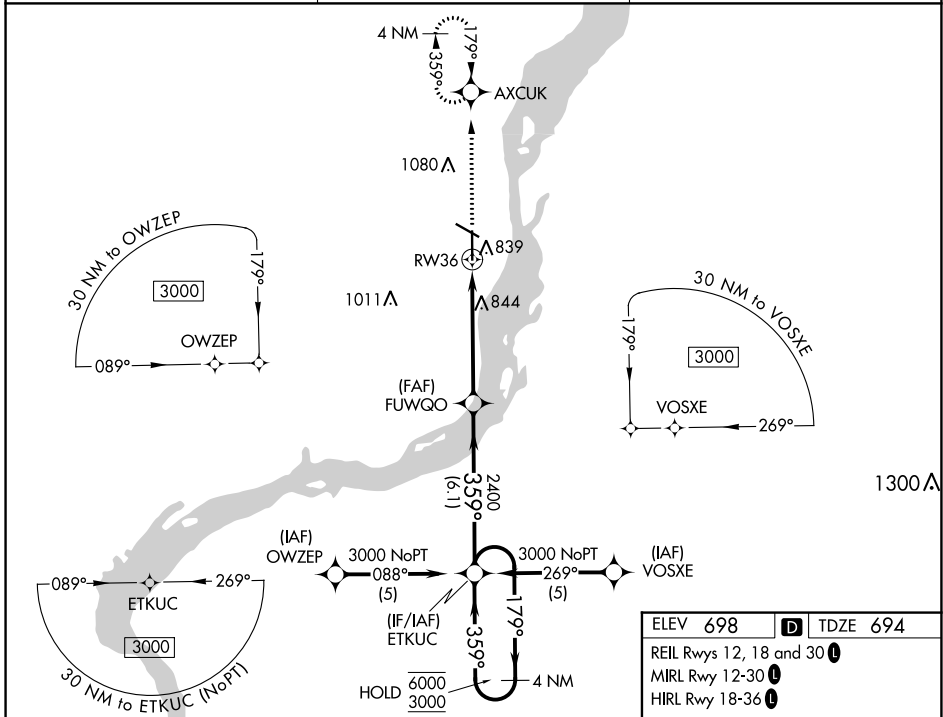 4 NM
359°
179°
AXCUK
1080
839
RW36
1011
844
30 NM to OWZEP
179°
3000
OWZEP
089°
30 NM to VOSXE
179°
3000
VOSXE
269°
(FAF)
FUWQO
1300
2400
359°
(6.1)
(IAF)
OWZEP
3000 NoPT
088°
(5)
3000 NoPT
269°
(5)
(IAF)
VOSXE
(IF/IAF)
ETKUC
359°
179°
HOLD 6000
3000
4 NM
089°
269°
ETKUC
3000
30 NM to ETKUC (NoPT)
ELEV 698 D TDZE 694
REIL Rwys 12, 18 and 30 L
MIRL Rwy 12-30 L
HIRL Rwy 18-36 L